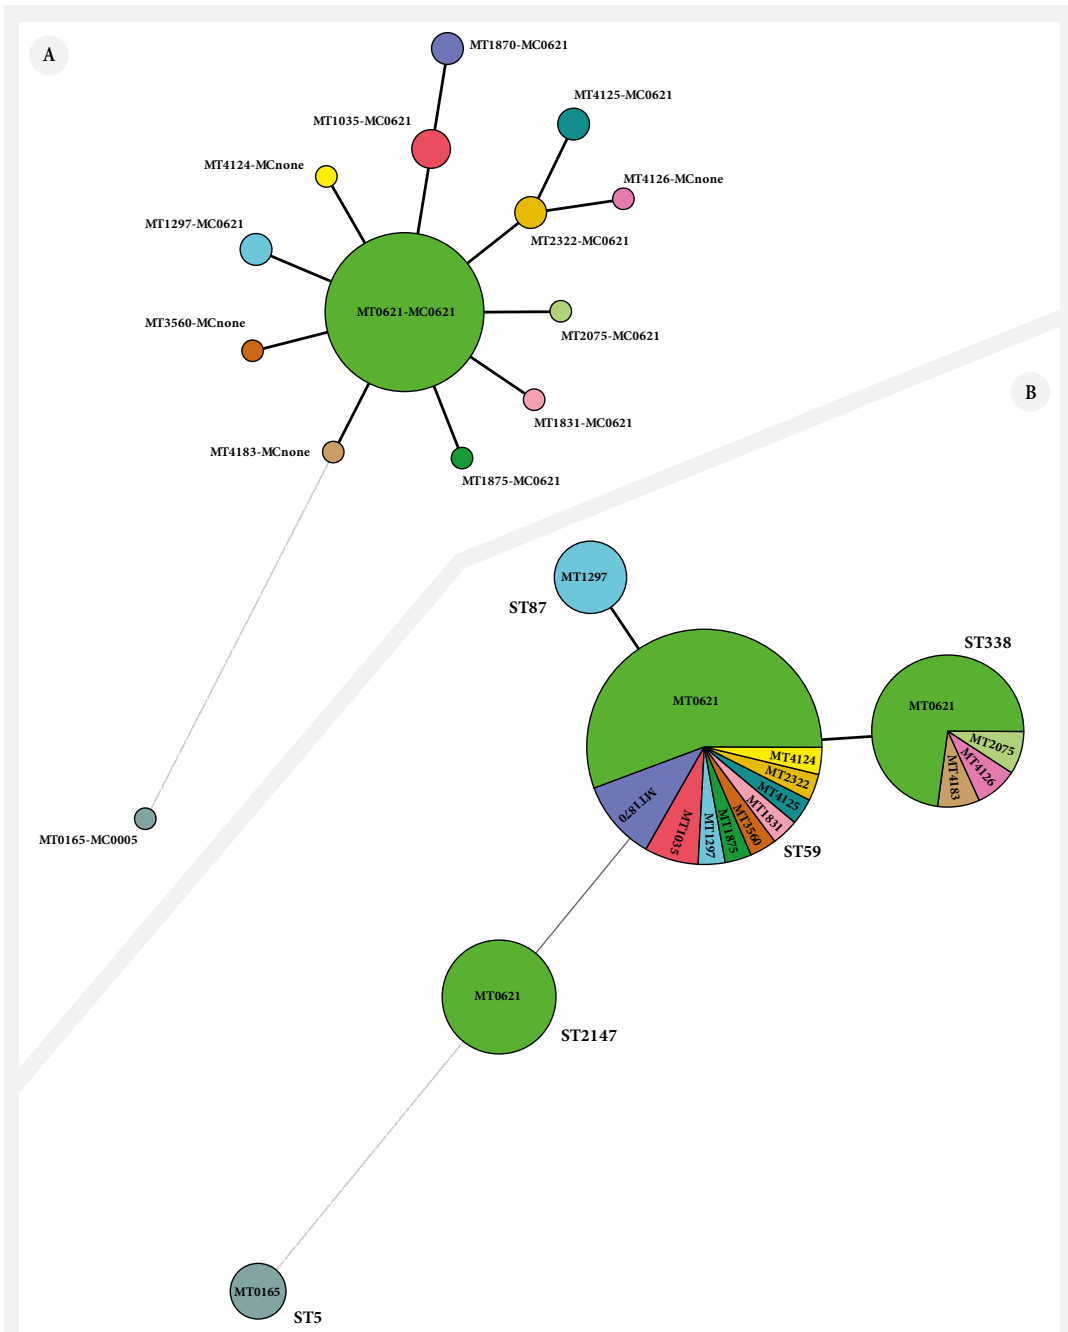 A
MT1870-MC0621
MT4125-MC0621
MT1035-MC0621
MT4124-MCnone
MT4126-MCnone
MT1297-MC0621
MT2322-MC0621
MT0621-MC0621
MT3560-MCnone
MT2075-MC0621
B
MT1831-MC0621
MT4183-MCnone
MT1875-MC0621
MT1297
ST87
ST338
MT0621
MT0621
MT2075
MT4126
MT4183
MT4124
MT2322
MT4125
MT1831
MT3560
MT1875
MT1297
MT1035
MT1870
ST59
MT0165-MC0005
MT0621
ST2147
MT0165
ST5